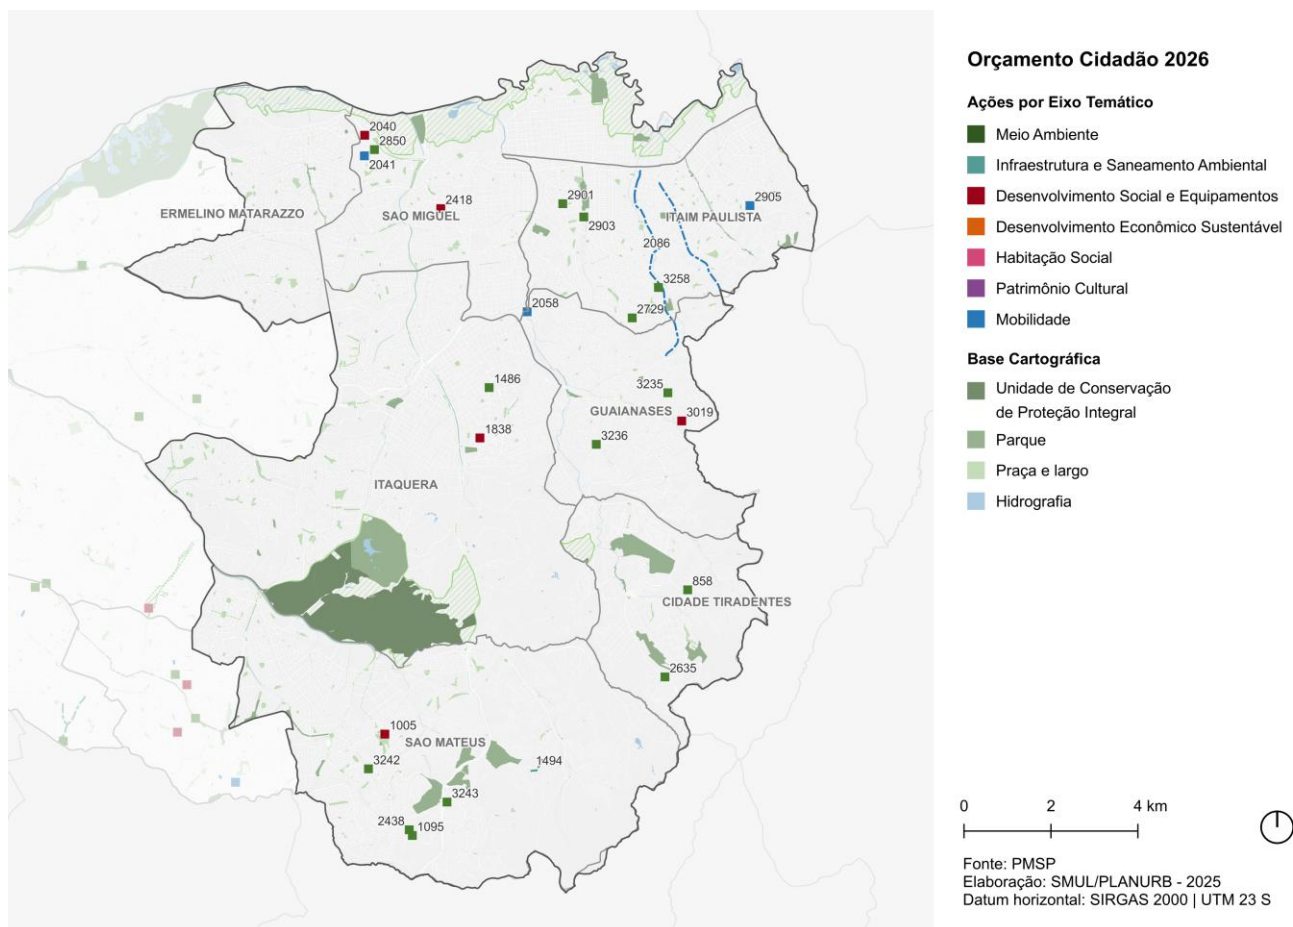 Orçamento Cidadão 2026
Ações por Eixo Temático
Meio Ambiente
Infraestrutura e Saneamento Ambiental
Desenvolvimento Social e Equipamentos
Desenvolvimento Econômico Sustentável
Habitação Social
Patrimônio Cultural
Mobilidade
Base Cartográfica
Unidade de Conservação
de Proteção Integral
Parque
Praça e largo
Hidrografia
0 2 4 km
Fonte: PMSP
Elaboração: SMUL/PLANURB - 2025
Datum horizontal: SIRGAS 2000 | UTM 23 S
2040
2850
2041
2418
ERMELINO MATARAZZO
SAO MIGUEL
2901
2903
2905
ITAIM PAULISTA
2086
3258
2058
2729
1486
3235
GUAIANASES
3019
1838
3236
ITAQUERA
858
CIDADE TIRADENTES
2635
1005
SAO MATEUS
3242
1494
3243
2438
1095